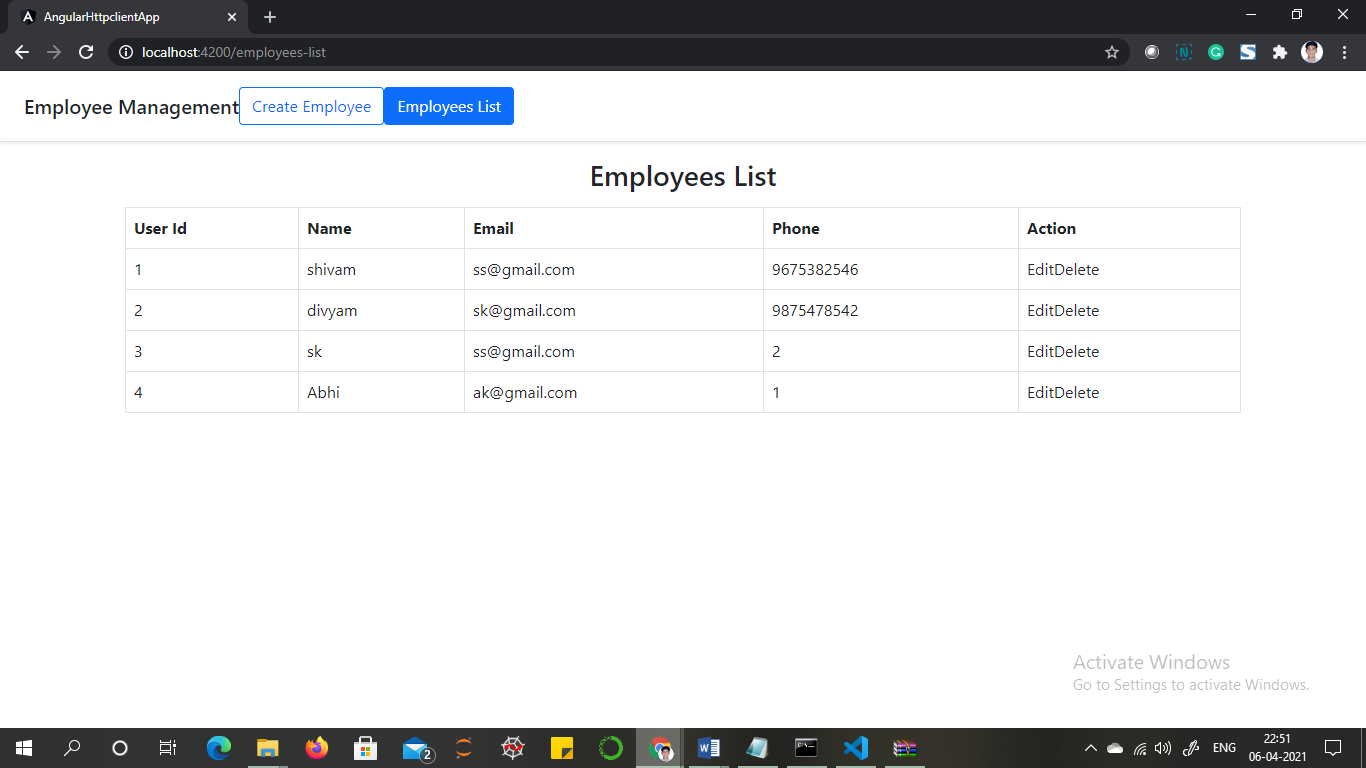 AngularHttpclientApp
localhost:4200/employees-list
Employee Management Create Employee Employees List
Employees List
User Id Name Email Phone Action
1 shivam ss@gmail.com 9675382546 EditDelete
2 divyam sk@gmail.com 9875478542 EditDelete
3 sk ss@gmail.com 2 EditDelete
4 Abhi ak@gmail.com 1 EditDelete
Activate Windows
Go to Settings to activate Windows.
2 ENG 22:51
06-04-2021